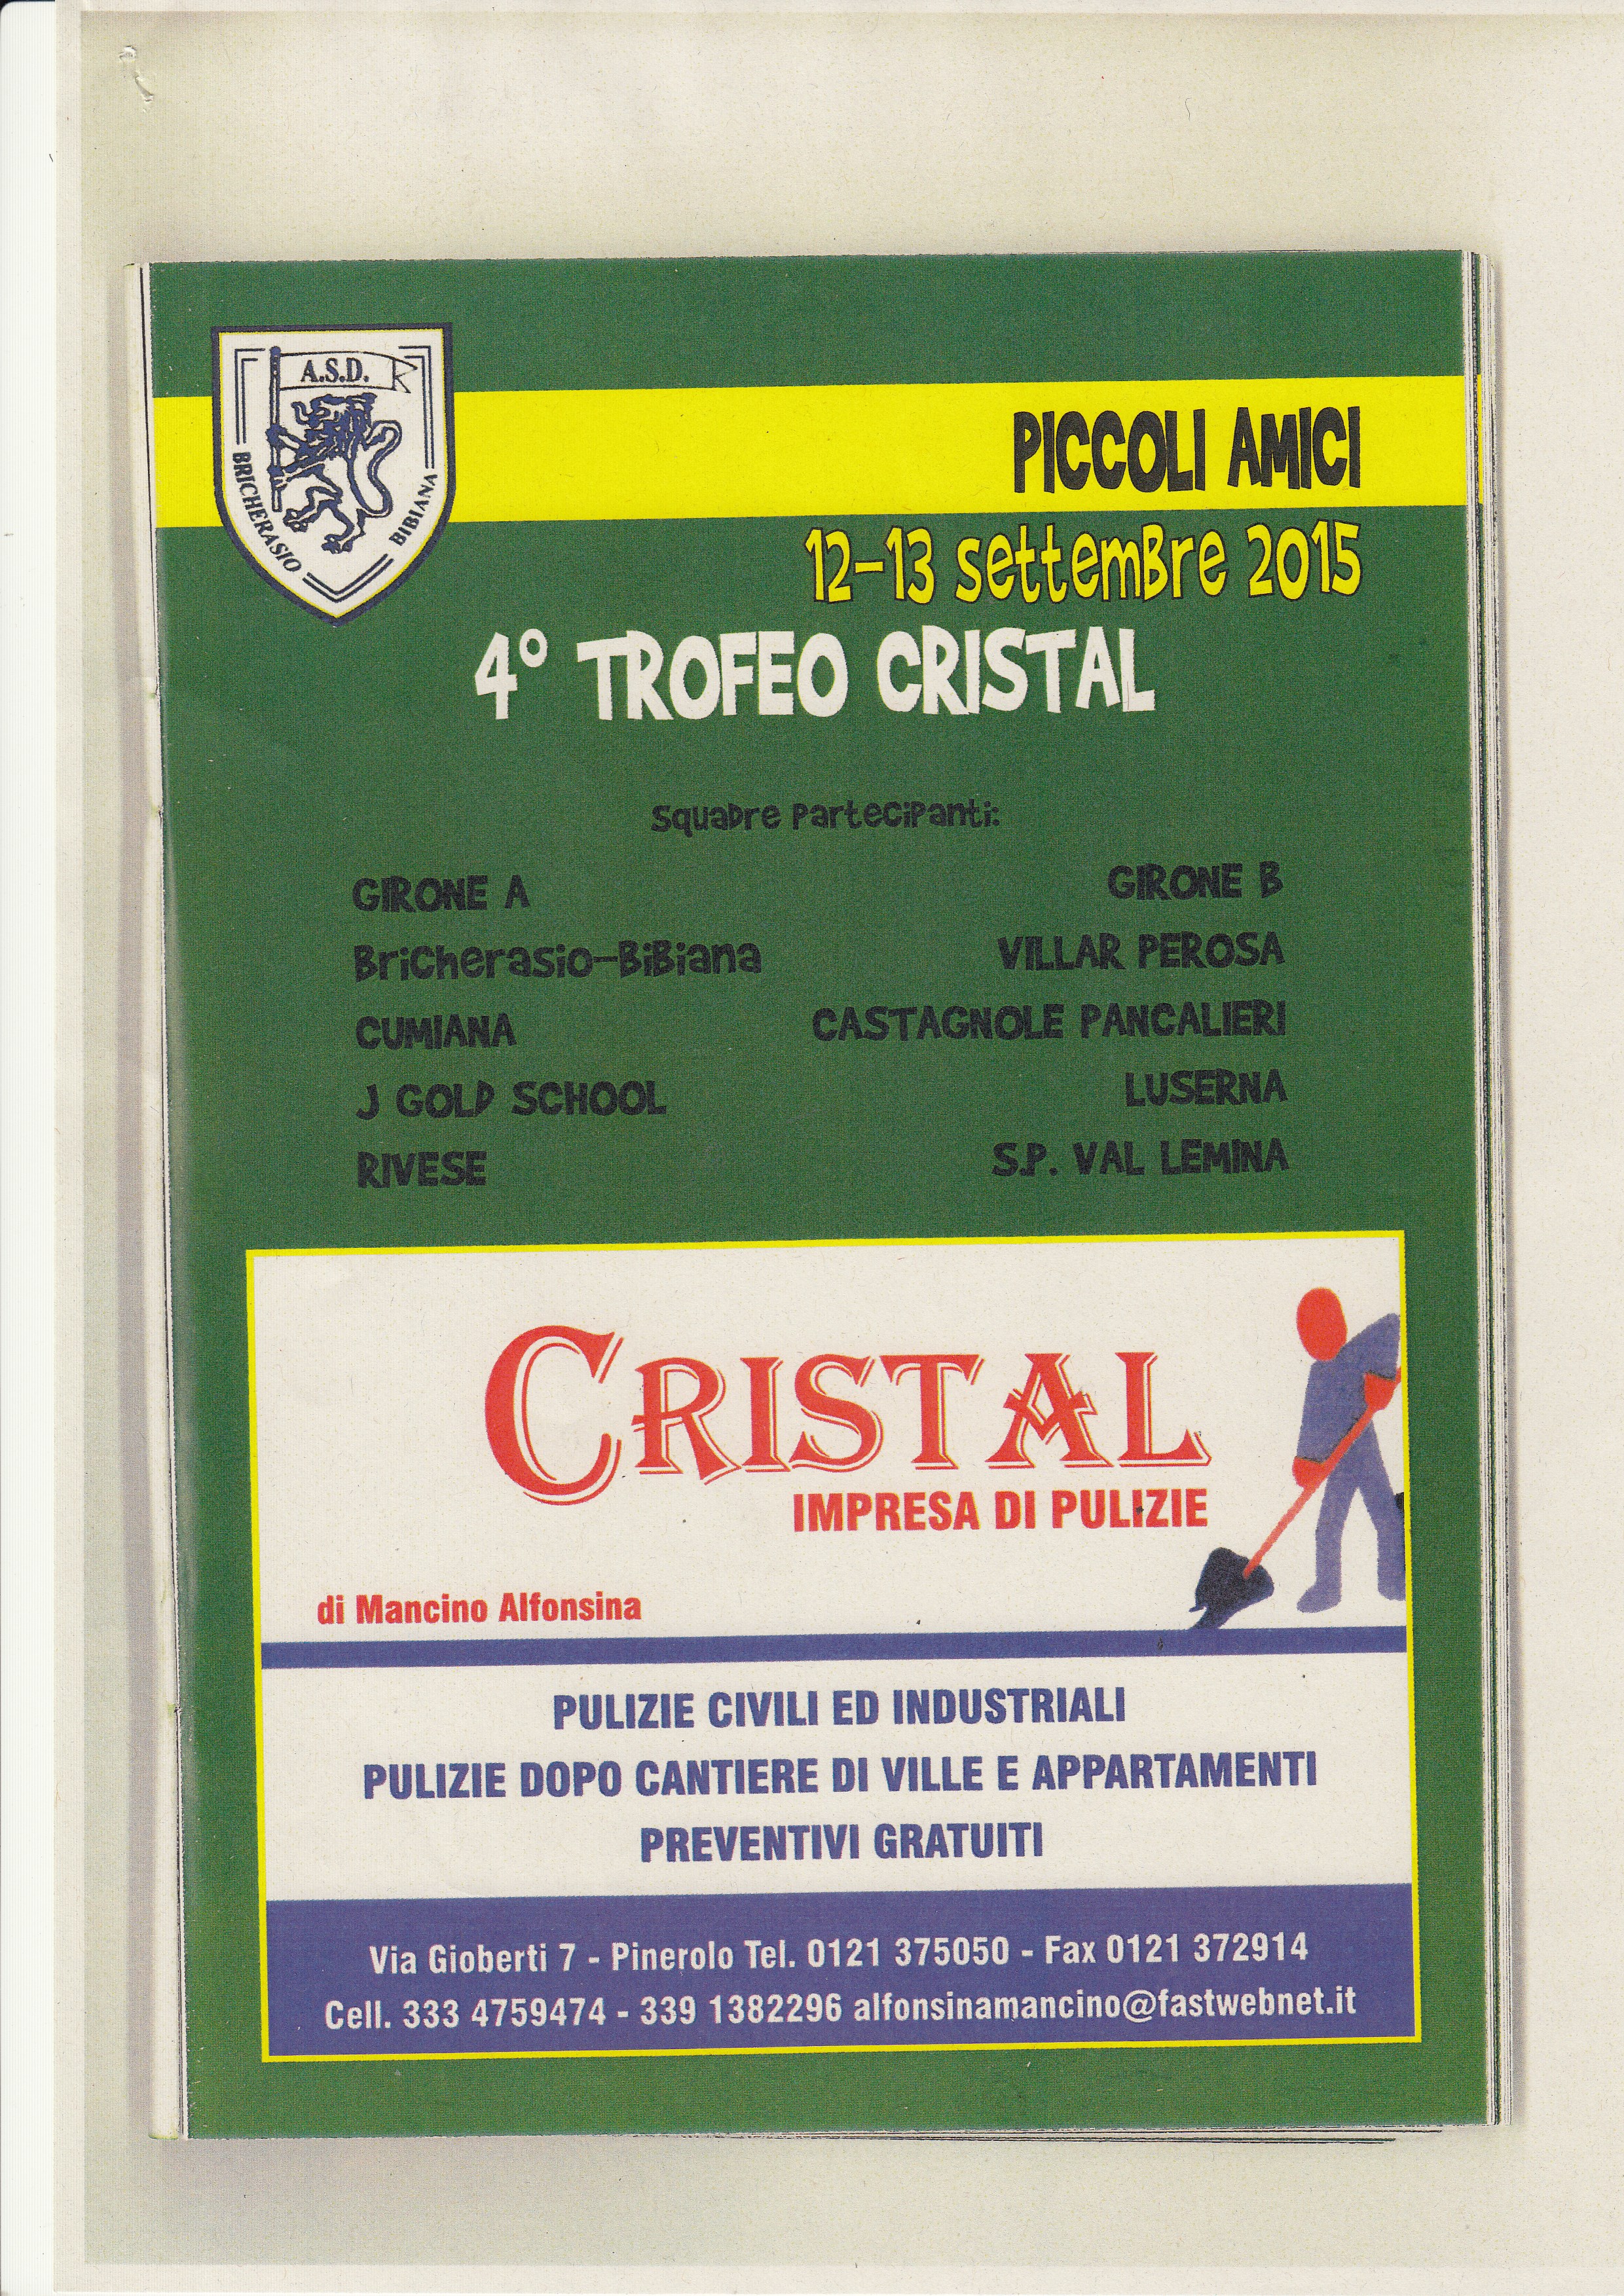 A.S.D.
BRICHERASIO
BIBIANA
PICCOLI AMICI
12-13 settembre 2015
4° TROFEO CRISTAL
Squadre partecipanti:
GIRONE A
Bricherasio-Bibiana
CUMIANA
J GOLD SCHOOL
RIVESE
GIRONE B
VILLAR PEROSA
CASTAGNOLE PANCALIERI
LUSERNA
S.P. VAL LEMINA
CRISTAL
IMPRESA DI PULIZIE
di Mancino Alfonsina
PULIZIE CIVILI ED INDUSTRIALI
PULIZIE DOPO CANTIERE DI VILLE E APPARTAMENTI
PREVENTIVI GRATUITI
Via Gioberti 7 - Pinerolo Tel. 0121 375050 - Fax 0121 372914
Cell. 333 4759474 - 339 1382296 alfonsinamancino@fastwebnet.it